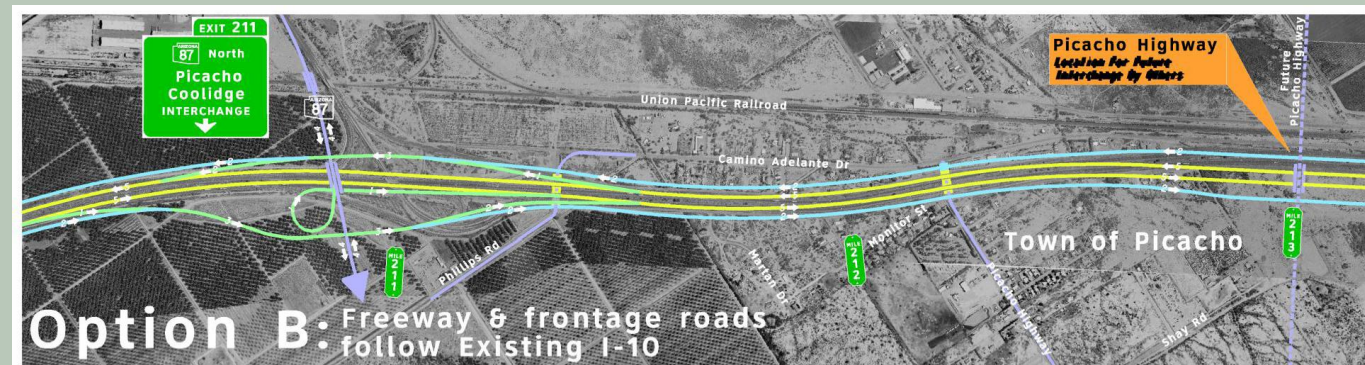 EXIT 211
ARIZONA
87 North
Picacho
Coolidge
INTERCHANGE
87
Union Pacific Railroad
Camino Adelante Dr
Picacho Highway
Location For Future
Interchange By Others
Future
Picacho Highway
MILE
211
Phillips Rd
Hartan Dr
MILE
212
Monitor St
Picacho Highway
Town of Picacho
MILE
213
Shay Rd
Option B: Freeway & frontage roads
follow Existing I-10